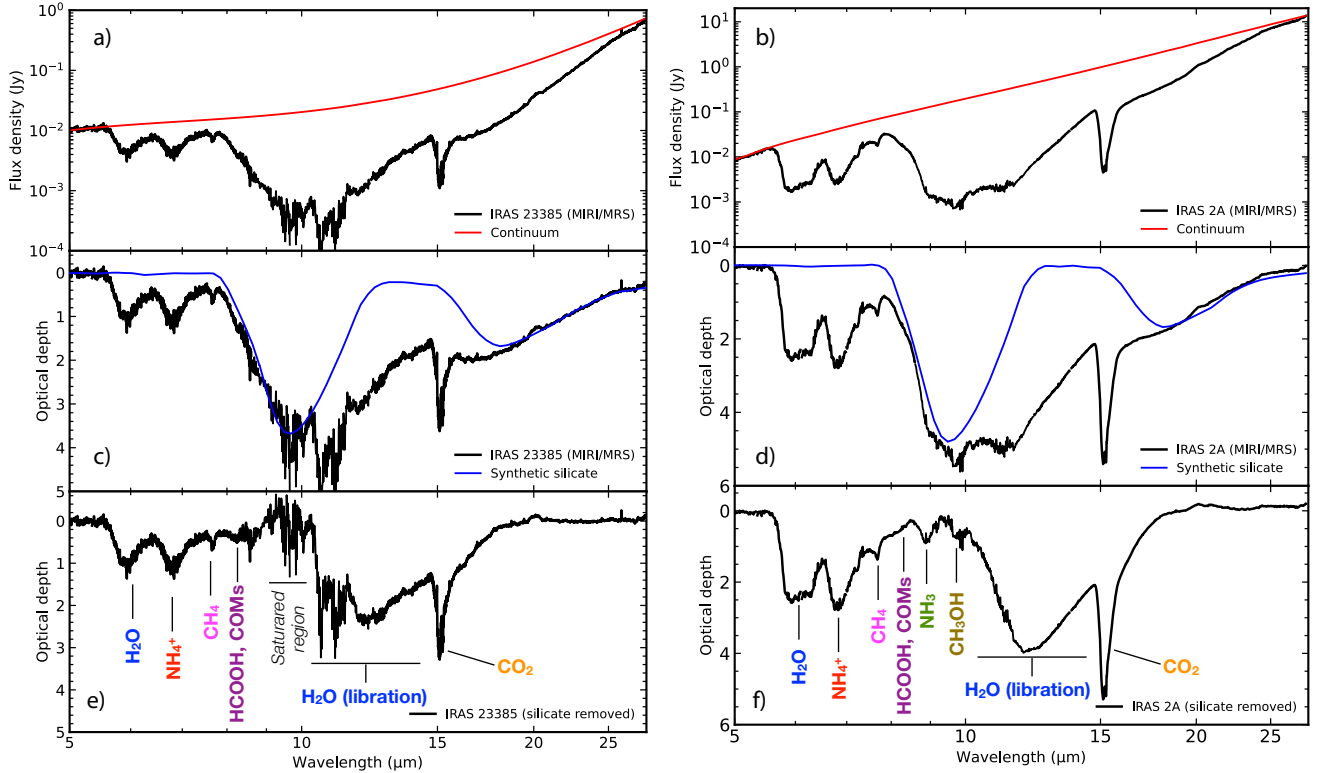 a)
Flux density (Jy)
10⁰
10⁻¹
10⁻²
10⁻³
10⁻⁴
IRAS 23385 (MIRI/MRS)
Continuum
b)
Flux density (Jy)
10¹
10⁰
10⁻¹
10⁻²
10⁻³
10⁻⁴
IRAS 2A (MIRI/MRS)
Continuum
c)
Optical depth
0
1
2
3
4
5
IRAS 23385 (MIRI/MRS)
Synthetic silicate
d)
Optical depth
0
2
4
6
IRAS 2A (MIRI/MRS)
Synthetic silicate
e)
Optical depth
5
0
1
2
3
4
5
H₂O
NH₄⁺
CH₄
HCOOH, COMs
Saturared
region
H₂O (libration)
CO₂
IRAS 23385 (silicate removed)
5
10
15
20
25
Wavelength (μm)
f)
Optical depth
0
2
4
6
H₂O
NH₄⁺
CH₄
HCOOH, COMs
NH₃
CH₃OH
H₂O (libration)
CO₂
IRAS 2A (silicate removed)
5
10
15
20
25
Wavelength (μm)